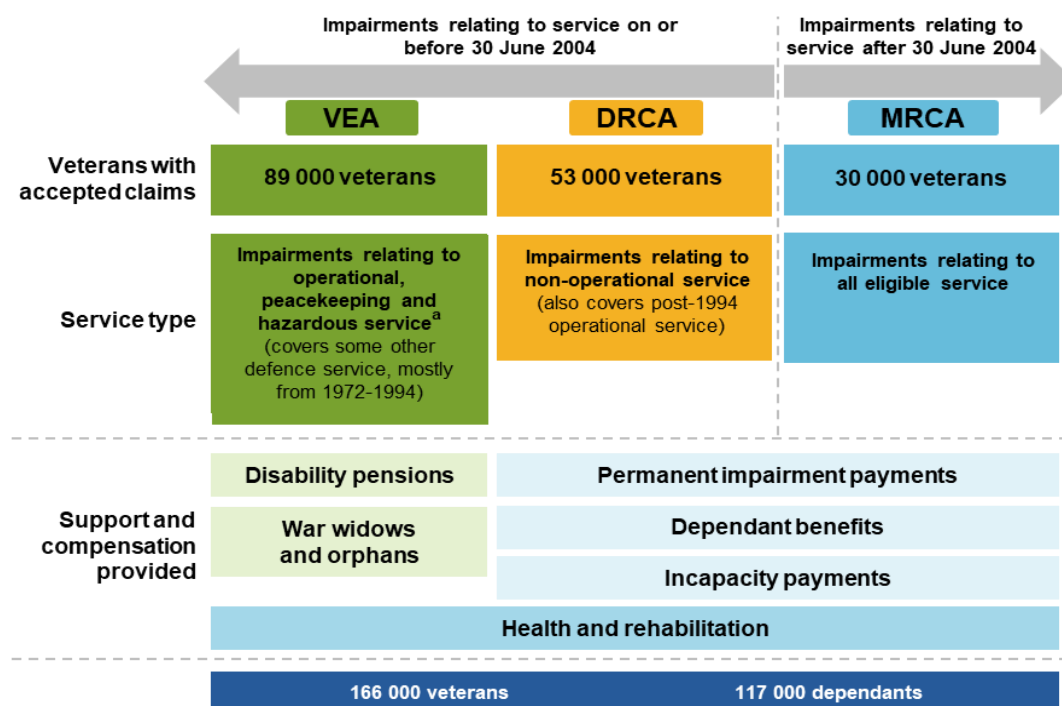 Impairments relating to service on or
before 30 June 2004
Impairments relating to
service after 30 June 2004
VEA
DRCA
MRCA
Veterans with
accepted claims
89 000 veterans
53 000 veterans
30 000 veterans
Service type
Impairments relating to
operational,
peacekeeping and
hazardous serviceᵃ
(covers some other
defence service, mostly
from 1972-1994)
Impairments relating to
non-operational service
(also covers post-1994
operational service)
Impairments relating to
all eligible service
Support and
compensation
provided
Disability pensions
Permanent impairment payments
War widows
and orphans
Dependant benefits
Incapacity payments
Health and rehabilitation
166 000 veterans
117 000 dependants